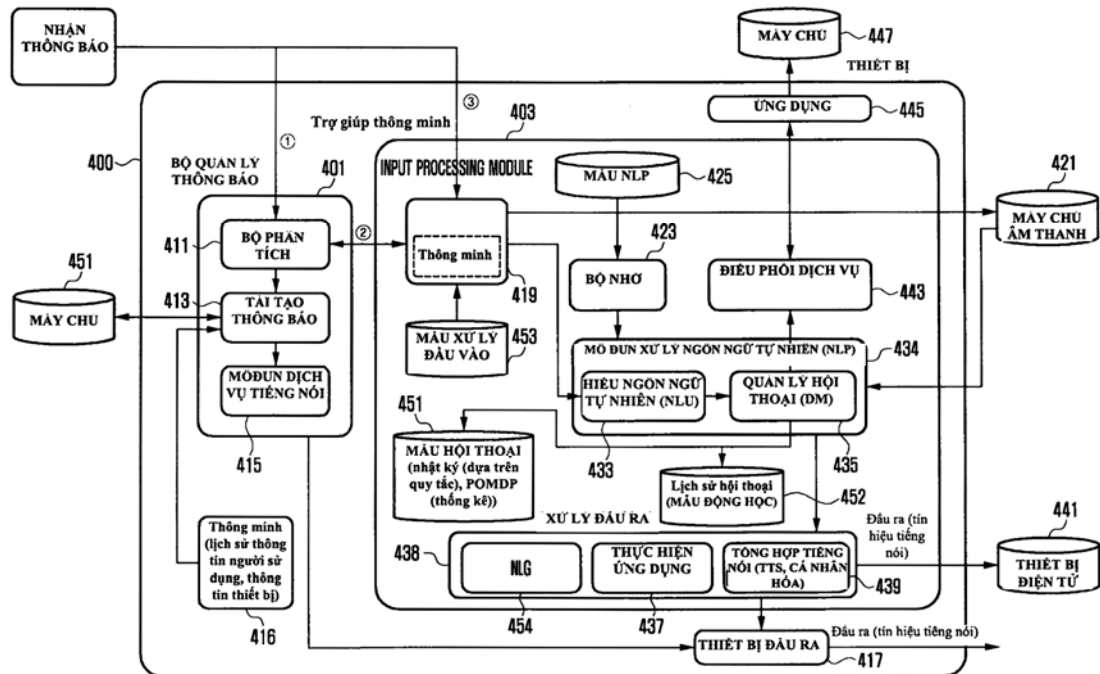 NHẬN
THÔNG BÁO
MÁY CHỦ
447
THIẾT BỊ
ỨNG DỤNG
445
③
①
Trợ giúp thông minh
403
400
BỘ QUẢN LÝ
THÔNG BÁO
401
INPUT PROCESSING MODULE
MẪU NLP
425
421
MÁY CHỦ
ÂM THANH
BỘ PHÂN
TÍCH
411
②
Thông minh
419
423
BỘ NHỚ
ĐIỀU PHỐI DỊCH VỤ
443
451
MÁY CHỦ
413
TÁI TẠO
THÔNG BÁO
MẪU XỬ LÝ
ĐẦU VÀO
453
MÔ ĐUN XỬ LÝ NGÔN NGỮ TỰ NHIÊN (NLP)
434
HIỂU NGÔN NGỮ
TỰ NHIÊN (NLU)
433
QUẢN LÝ HỘI
THOẠI (DM)
435
MÔĐUN DỊCH
VỤ TIẾNG NÓI
415
451
MẪU HỘI THOẠI
(nhật ký (dựa trên
quy tắc), POMDP
(thống kê))
Lịch sử hội thoại
(MẪU ĐỘNG HỌC)
452
XỬ LÝ ĐẦU RA
Thông minh
(lịch sử thông
tin người sử
dụng, thông
tin thiết bị)
416
438
NLG
454
THỰC HIỆN
ỨNG DỤNG
437
TỔNG HỢP TIẾNG
NÓI (TTS, CÁ NHÂN
HÓA)
439
Đầu ra (tín
hiệu tiếng
nói)
441
THIẾT BỊ
ĐIỆN TỬ
THIẾT BỊ ĐẦU RA
417
Đầu ra (tín hiệu tiếng nói)